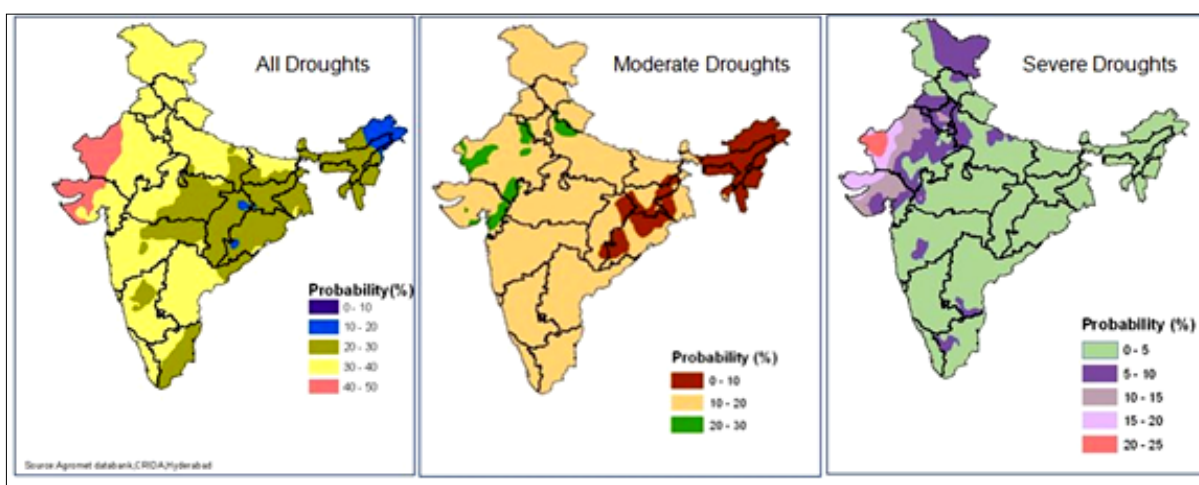 All Droughts
Probability(%)
0 - 10
10 - 20
20 - 30
30 - 40
40 - 50
Source:Agromet databank,CRIDA,Hyderabad
Moderate Droughts
Probability (%)
0 - 10
10 - 20
20 - 30
Severe Droughts
Probability (%)
0 - 5
5 - 10
10 - 15
15 - 20
20 - 25